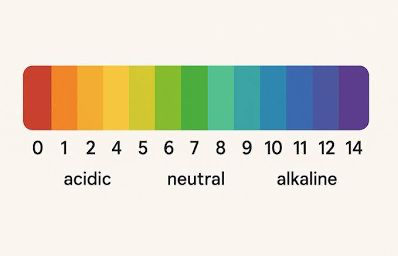 0 1 2 4 5 6 7 8 9 10 11 12 14
acidic neutral alkaline